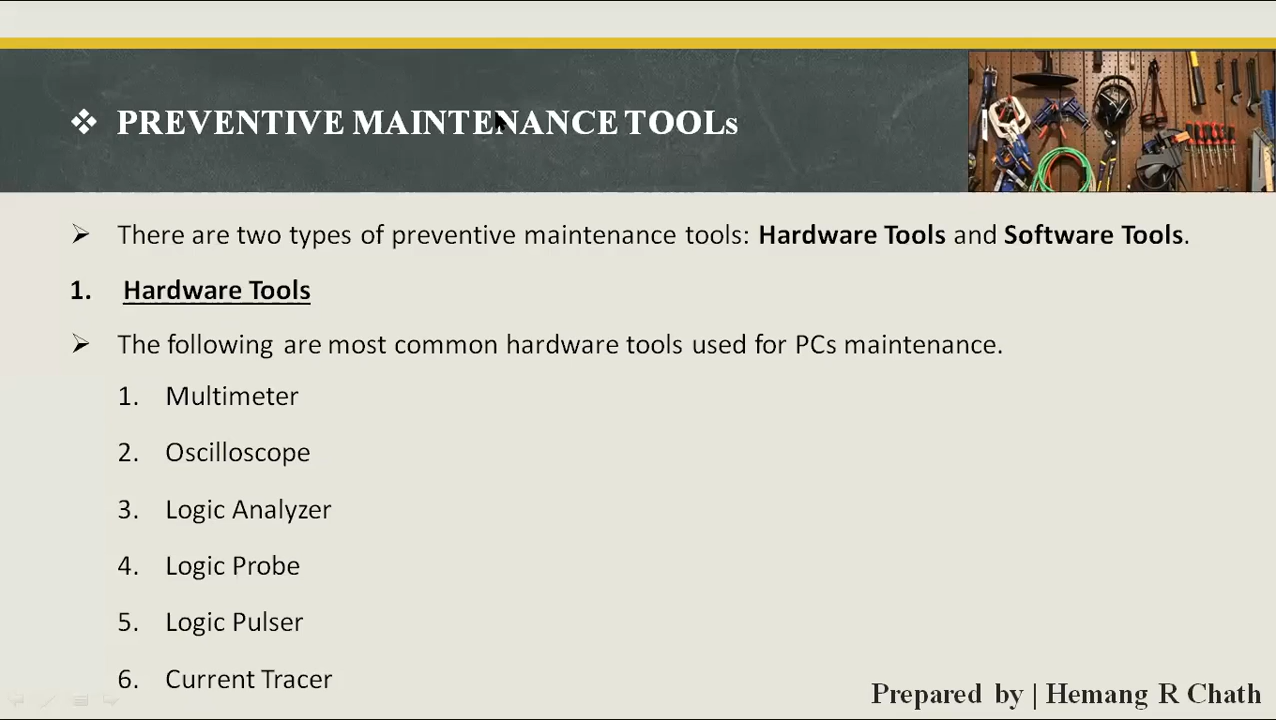 ❖ PREVENTIVE MAINTENANCE TOOLs
➢ There are two types of preventive maintenance tools: Hardware Tools and Software Tools.
1. Hardware Tools
➢ The following are most common hardware tools used for PCs maintenance.
1. Multimeter
2. Oscilloscope
3. Logic Analyzer
4. Logic Probe
5. Logic Pulser
6. Current Tracer
Prepared by | Hemang R Chath